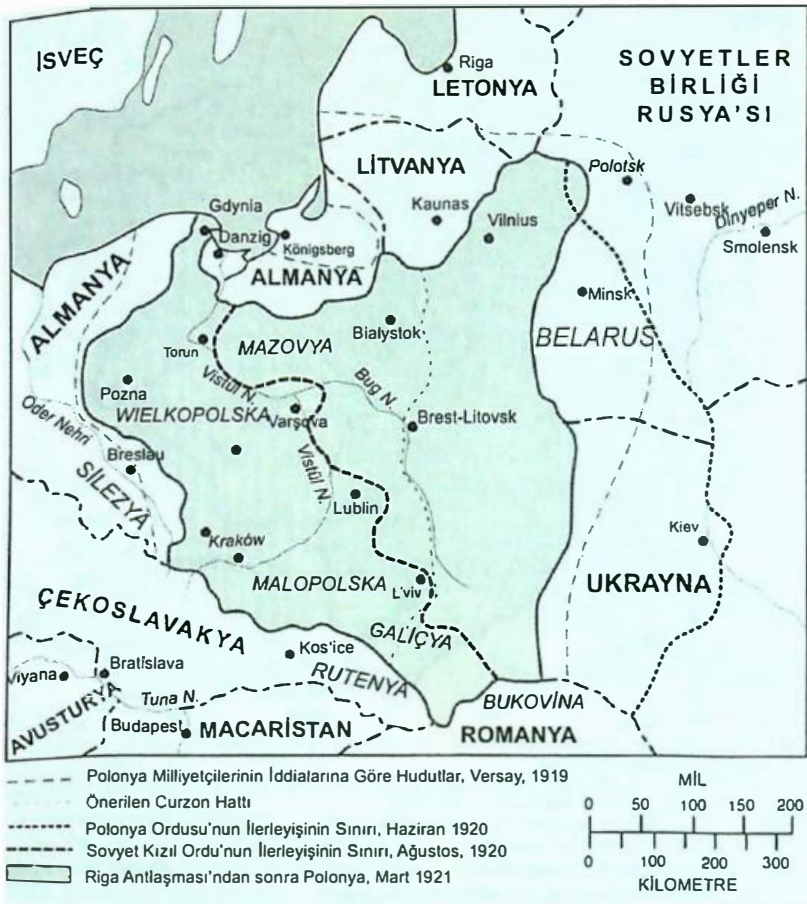 İSVEÇ
Riga
LETONYA
SOVYETLER
BİRLİĞİ
RUSYA'SI
LİTVANYA
Polotsk
Kaunas
Vilnius
Vitsebsk
Dinyeper N.
Smolensk
Gdynia
Danzig
Königsberg
ALMANYA
ALMANYA
Minsk
BELARUS
Torun
MAZOVYA
Bialystok
Pozna
Vistül N.
Bug N.
WIELKOPOLSKA
Varşova
Brest-Litovsk
Oder Nehri
Breslau
SİLEZYA
Vistül N.
Lublin
Kraków
Kiev
MALOPOLSKA
L'viv
UKRAYNA
GALİÇYA
ÇEKOSLAVAKYA
Kos'ice
RUTENYA
Viyana
Bratislava
Tuna N.
AVUSTURYA
Budapest
MACARİSTAN
BUKOVİNA
ROMANYA
Polonya Milliyetçilerinin İddialarına Göre Hudutlar, Versay, 1919
Önerilen Curzon Hattı
Polonya Ordusu'nun İlerleyişinin Sınırı, Haziran 1920
Sovyet Kızıl Ordu'nun İlerleyişinin Sınırı, Ağustos, 1920
Riga Antlaşması'ndan sonra Polonya, Mart 1921
MİL
0 50 100 150 200
0 100 200 300
KİLOMETRE